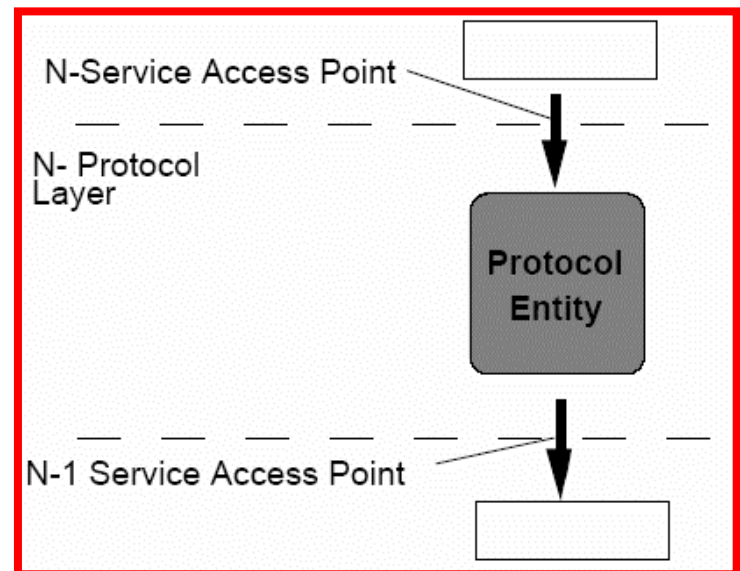 N-Service Access Point
N- Protocol
Layer
Protocol
Entity
N-1 Service Access Point